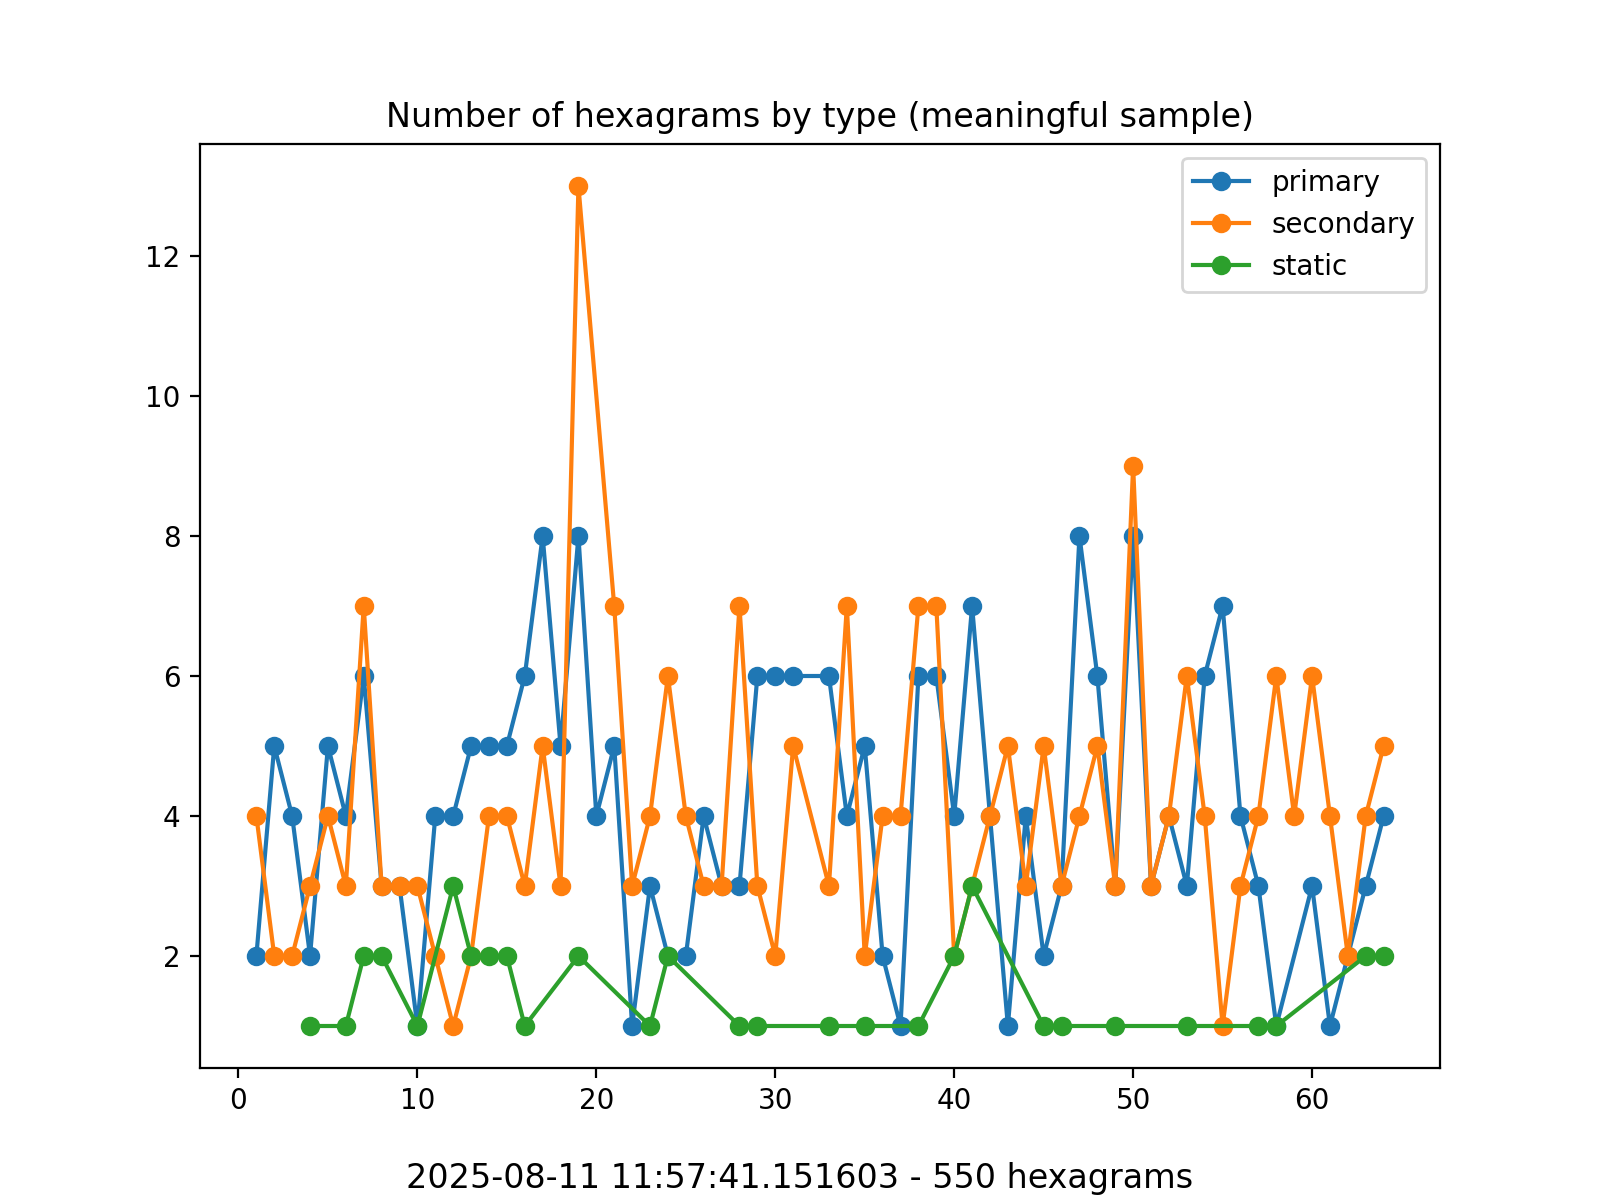 Number of hexagrams by type (meaningful sample)
primary
secondary
static
12
10
8
6
4
2
0 10 20 30 40 50 60
2025-08-11 11:57:41.151603 - 550 hexagrams